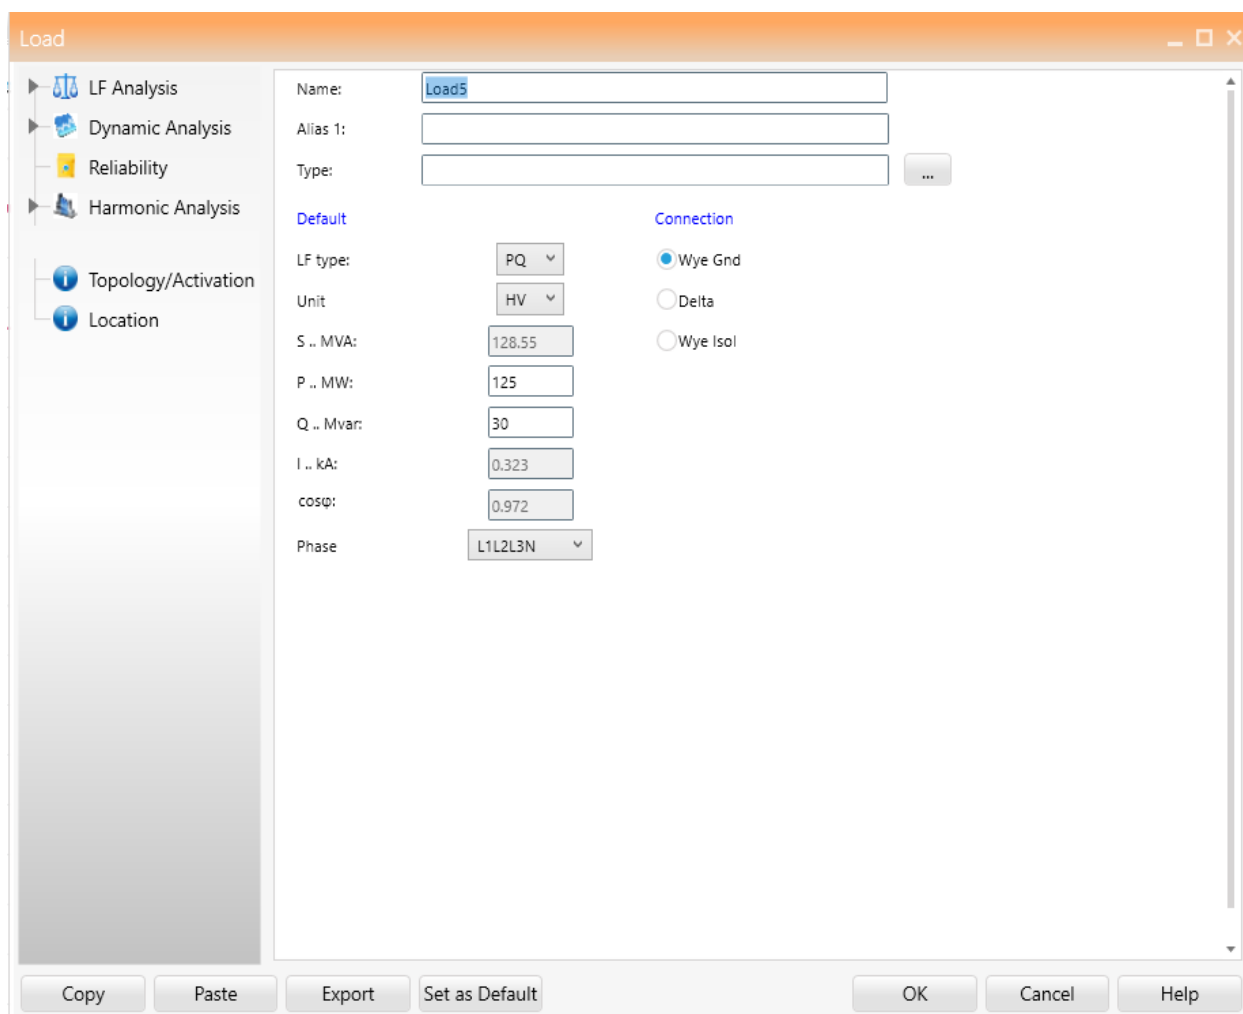 Load
LF Analysis
Dynamic Analysis
Reliability
Harmonic Analysis
Topology/Activation
Location
Name: Load5
Alias 1:
Type: ...
Default Connection
LF type: PQ Wye Gnd
Unit HV Delta
S .. MVA: 128.55 Wye Isol
P .. MW: 125
Q .. Mvar: 30
I .. kA: 0.323
cosφ: 0.972
Phase L1L2L3N
Copy Paste Export Set as Default OK Cancel Help